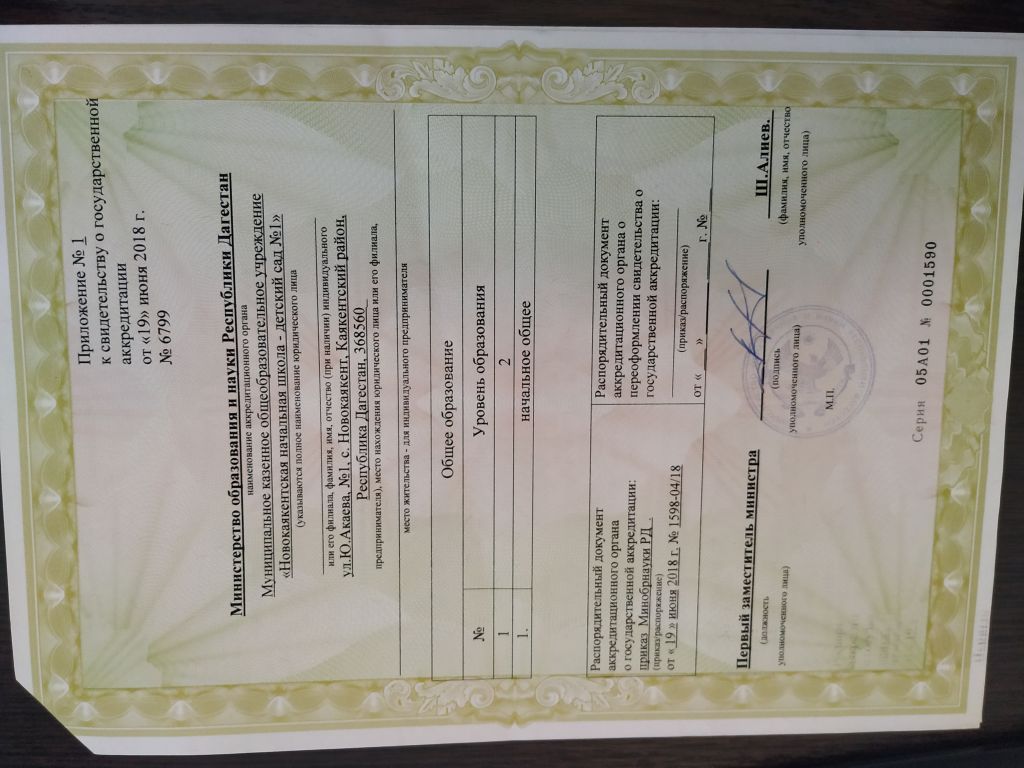 Приложение № 1
к свидетельству о государственной
аккредитации
от «19» июня 2018 г.
№ 6799
Министерство образования и науки Республики Дагестан
наименование аккредитационного органа
Муниципальное казенное общеобразовательное учреждение
«Новокаякентская начальная школа - детский сад №1»
(указываются полное наименование юридического лица
или его филиала, фамилия, имя, отчество (при наличии) индивидуального
ул.Ю.Акаева, №1, с. Новокаякент, Каякентский район,
Республика Дагестан, 368560
предпринимателя), место нахождения юридического лица или его филиала,
место жительства - для индивидуального предпринимателя
Общее образование
№ Уровень образования
1 2
1. начальное общее
Распорядительный документ
аккредитационного органа
о государственной аккредитации:
приказ Минобрнауки РД .
(приказ/распоряжение)
от « 19 » июня 2018 г. № 1598-04/18
Распорядительный документ
аккредитационного органа о
переоформлении свидетельства о
государственной аккредитации:
(приказ/распоряжение)
от « » г. №
Первый заместитель министра
(должность
уполномоченного лица)
(подпись
уполномоченного лица)
М.П.
Ш.Алиев.
(фамилия, имя, отчество
уполномоченного лица)
Серия 05А01 № 0001590